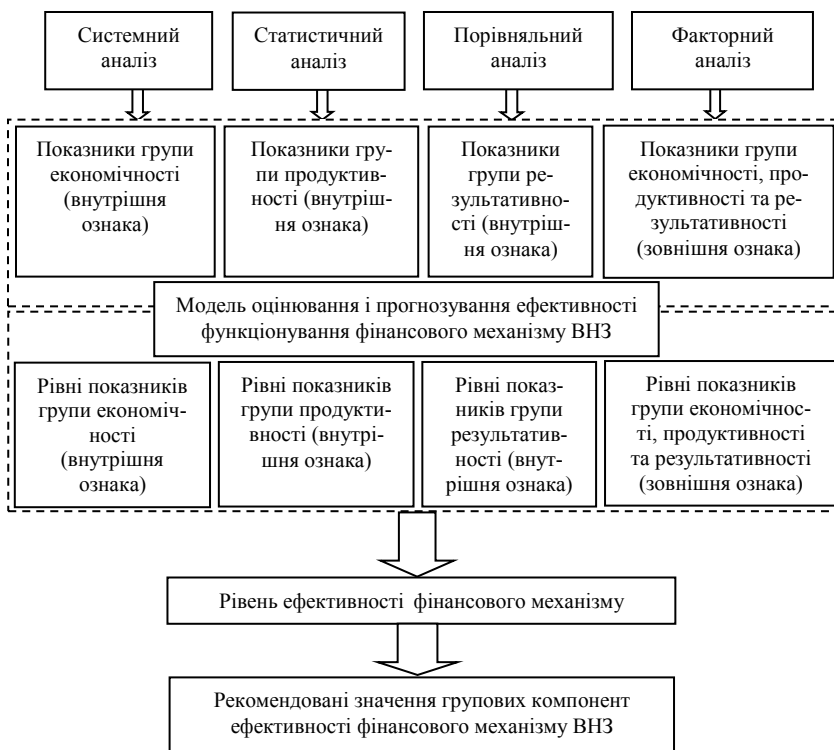 Системний
аналіз
Статистичний
аналіз
Порівняльний
аналіз
Факторний
аналіз
Показники групи
економічності
(внутрішня
ознака)
Показники гру-
пи продуктив-
ності (внутріш-
ня ознака)
Показники
групи ре-
зультативно-
сті (внутріш-
ня ознака)
Показники групи
економічності, про-
дуктивності та ре-
зультативності
(зовнішня ознака)
Модель оцінювання і прогнозування ефективності
функціонування фінансового механізму ВНЗ
Рівні показників
групи економіч-
ності
(внутрішня
ознака)
Рівні показників
групи продукти-
вності (внутрі-
шня ознака)
Рівні показ-
ників групи
результатив-
ності (внут-
рішня ознака)
Рівні показників
групи економічнос-
ті, продуктивності
та результативності
(зовнішня ознака)
Рівень ефективності фінансового механізму
Рекомендовані значення групових компонент
ефективності фінансового механізму ВНЗ